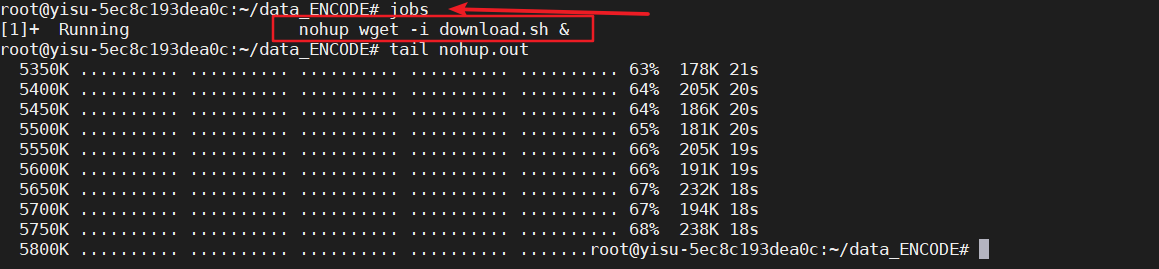 root@yisu-5ec8c193dea0c:~/data_ENCODE# jobs
[1]+  Running                 nohup wget -i download.sh &
root@yisu-5ec8c193dea0c:~/data_ENCODE# tail nohup.out
  5350K .......... .......... .......... .......... .......... 63%  178K 21s
  5400K .......... .......... .......... .......... .......... 64%  205K 20s
  5450K .......... .......... .......... .......... .......... 64%  186K 20s
  5500K .......... .......... .......... .......... .......... 65%  181K 20s
  5550K .......... .......... .......... .......... .......... 66%  205K 19s
  5600K .......... .......... .......... .......... .......... 66%  191K 19s
  5650K .......... .......... .......... .......... .......... 67%  232K 18s
  5700K .......... .......... .......... .......... .......... 67%  194K 18s
  5750K .......... .......... .......... .......... .......... 68%  238K 18s
  5800K .......... .......... .......... .......... .......root@yisu-5ec8c193dea0c:~/data_ENCODE#